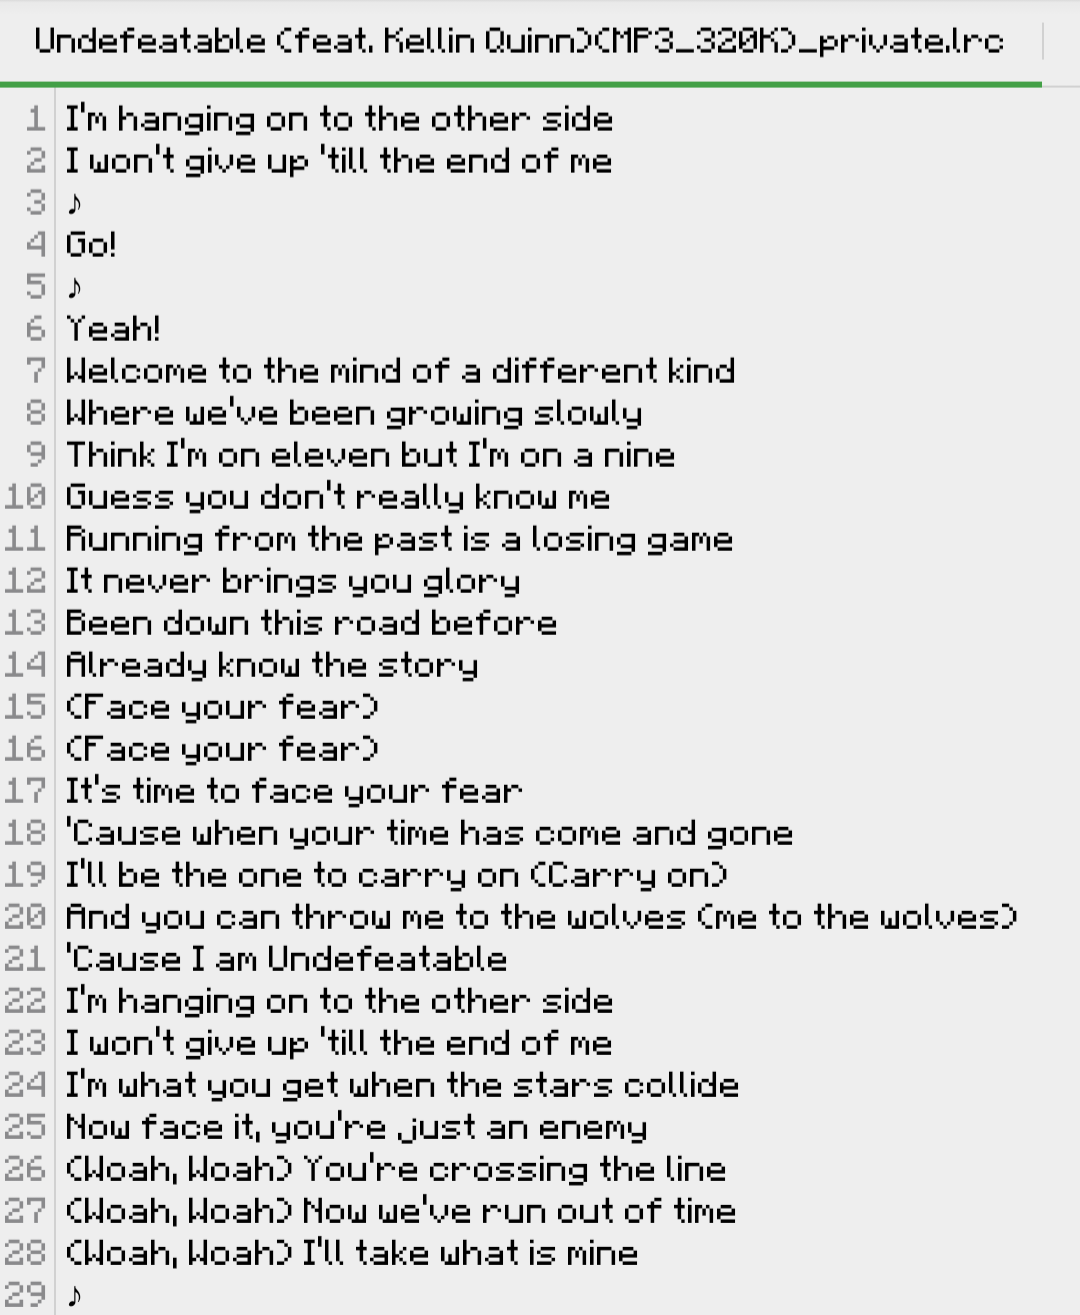 Undefeatable (feat. Kellin Quinn)(MP3_320K)_private.lrc
1 I'm hanging on to the other side
2 I won't give up 'till the end of me
3 ♪
4 Go!
5 ♪
6 Yeah!
7 Welcome to the mind of a different kind
8 Where we've been growing slowly
9 Think I'm on eleven but I'm on a nine
10 Guess you don't really know me
11 Running from the past is a losing game
12 It never brings you glory
13 Been down this road before
14 Already know the story
15 (Face your fear)
16 (Face your fear)
17 It's time to face your fear
18 'Cause when your time has come and gone
19 I'll be the one to carry on (Carry on)
20 And you can throw me to the wolves (me to the wolves)
21 'Cause I am Undefeatable
22 I'm hanging on to the other side
23 I won't give up 'till the end of me
24 I'm what you get when the stars collide
25 Now face it, you're just an enemy
26 (Woah, Woah) You're crossing the line
27 (Woah, Woah) Now we've run out of time
28 (Woah, Woah) I'll take what is mine
29 ♪